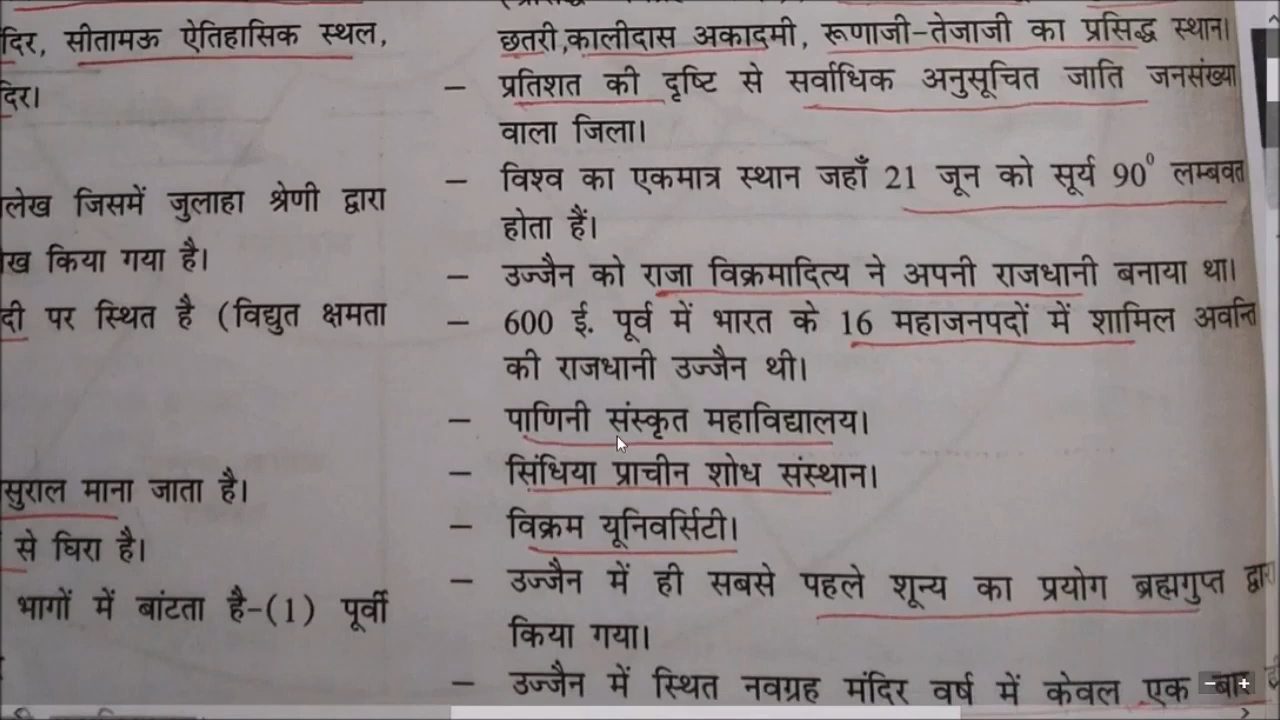 दिर, सीतामऊ ऐतिहासिक स्थल,
दिर।
लेख जिसमें जुलाहा श्रेणी द्वारा
ख किया गया है।
दी पर स्थित है (विद्युत क्षमता
सुराल माना जाता है।
से घिरा है।
भागों में बांटता है-(1) पूर्वी
छतरी,कालीदास अकादमी, रूणाजी-तेजाजी का प्रसिद्ध स्थान।
– प्रतिशत की दृष्टि से सर्वाधिक अनुसूचित जाति जनसंख्या
वाला जिला।
– विश्व का एकमात्र स्थान जहाँ 21 जून को सूर्य 90° लम्बवत
होता हैं।
– उज्जैन को राजा विक्रमादित्य ने अपनी राजधानी बनाया था।
– 600 ई. पूर्व में भारत के 16 महाजनपदों में शामिल अवन्ति
की राजधानी उज्जैन थी।
– पाणिनी संस्कृत महाविद्यालय।
– सिंधिया प्राचीन शोध संस्थान।
– विक्रम यूनिवर्सिटी।
– उज्जैन में ही सबसे पहले शून्य का प्रयोग ब्रह्मगुप्त द्वारा
किया गया।
– उज्जैन में स्थित नवग्रह मंदिर वर्ष में केवल एक बार